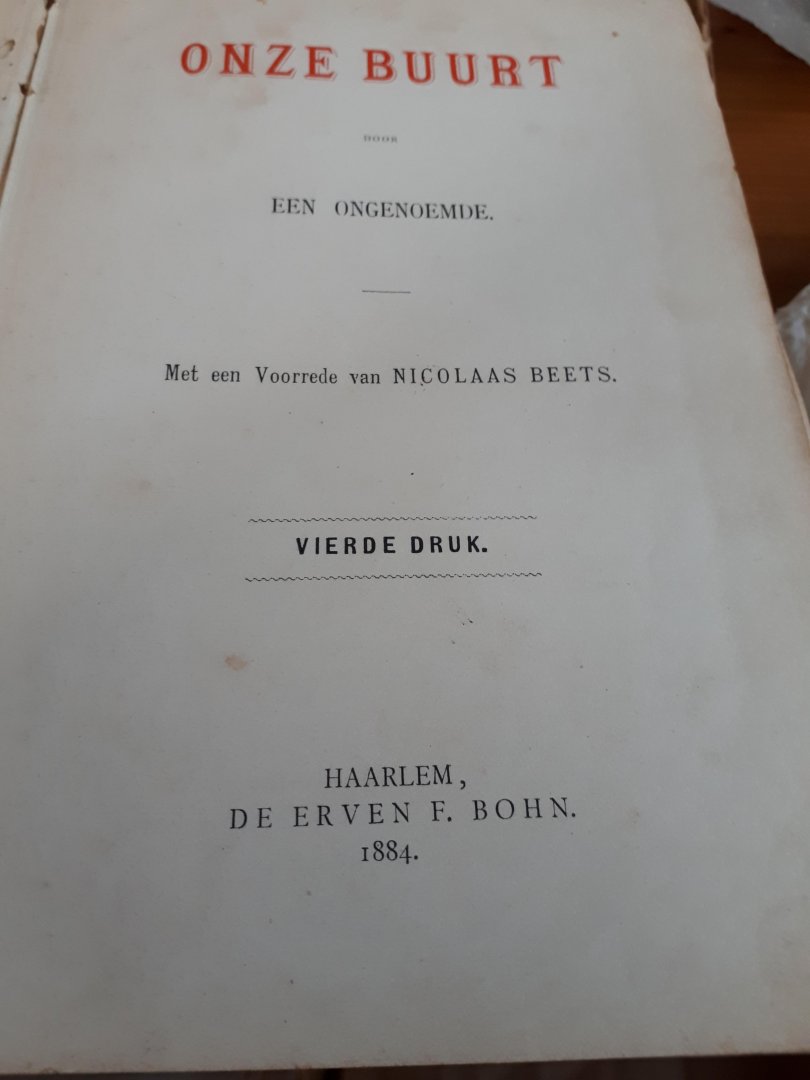 ONZE BUURT
DOOR
EEN ONGENOEMDE.
Met een Voorrede van NICOLAAS BEETS.
VIERDE DRUK.
HAARLEM,
DE ERVEN F. BOHN.
1884.